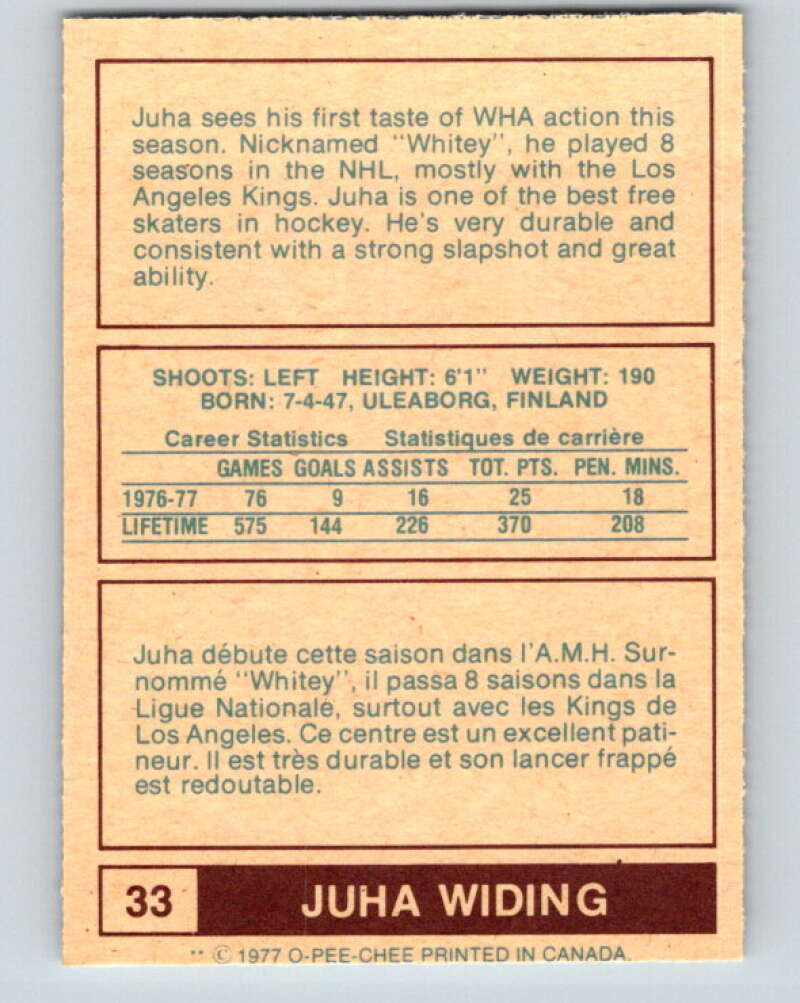 Juha sees his first taste of WHA action this
season. Nicknamed "Whitey", he played 8
seasons in the NHL, mostly with the Los
Angeles Kings. Juha is one of the best free
skaters in hockey. He's very durable and
consistent with a strong slapshot and great
ability.
SHOOTS: LEFT HEIGHT: 6'1" WEIGHT: 190
BORN: 7-4-47, ULEABORG, FINLAND
Career Statistics Statistiques de carrière
GAMES GOALS ASSISTS TOT. PTS. PEN. MINS.
1976-77 76 9 16 25 18
LIFETIME 575 144 226 370 208
Juha débute cette saison dans l'A.M.H. Sur-
nommé "Whitey", il passa 8 saisons dans la
Ligue Nationale, surtout avec les Kings de
Los Angeles. Ce centre est un excellent pati-
neur. Il est très durable et son lancer frappé
est redoutable.
33 JUHA WIDING
** © 1977 O-PEE-CHEE PRINTED IN CANADA.